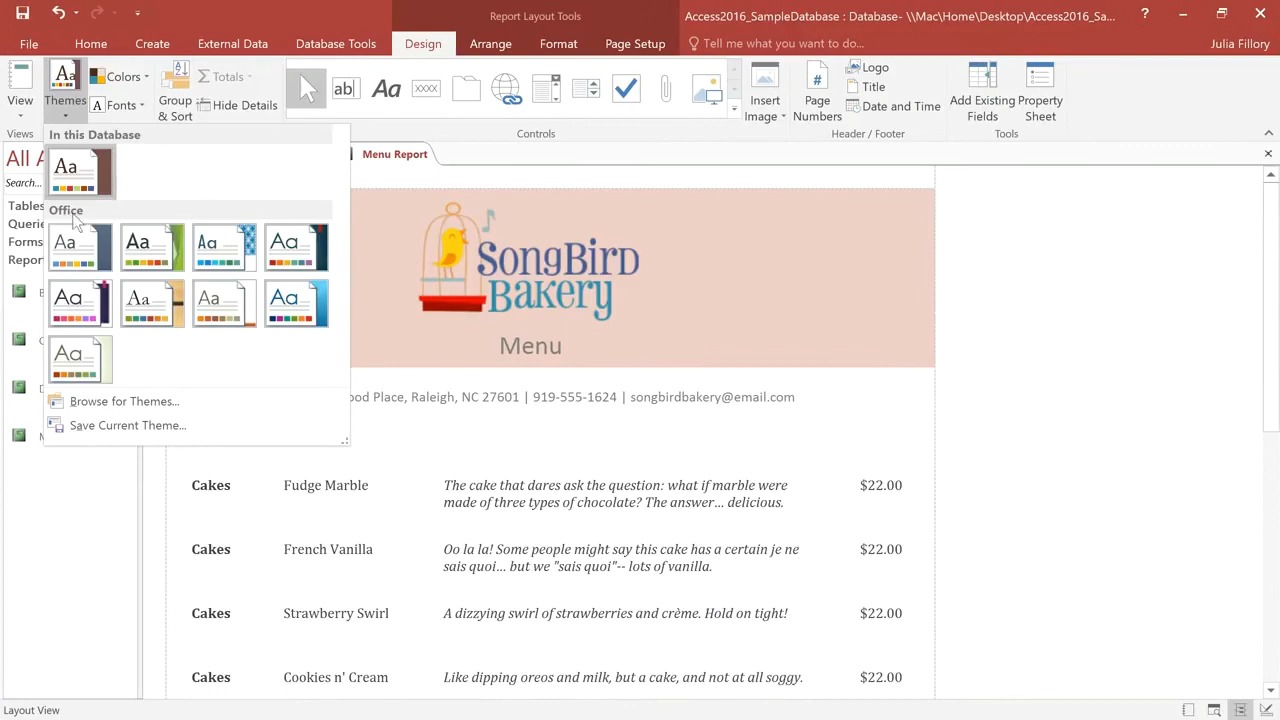 Report Layout Tools
Access2016_SampleDatabase : Database- \\Mac\Home\Desktop\Access2016_Sa...
?
File
Home
Create
External Data
Database Tools
Design
Arrange
Format
Page Setup
Tell me what you want to do...
Julia Fillory
View
Themes
Colors
Fonts
Group
& Sort
Totals
Hide Details
Insert
Image
Page
Numbers
Logo
Title
Date and Time
Add Existing
Fields
Property
Sheet
Views
Controls
Header / Footer
Tools
In this Database
Aa
Office
Aa
Aa
Aa
Aa
Aa
Aa
Aa
Aa
Aa
Browse for Themes...
Save Current Theme...
All A
Search...
Tables
Querie
Forms
Repor
Menu Report
SongBird
Bakery
Menu
ood Place, Raleigh, NC 27601 | 919-555-1624 | songbirdbakery@email.com
Cakes Fudge Marble The cake that dares ask the question: what if marble were $22.00
made of three types of chocolate? The answer... delicious.
Cakes French Vanilla Oo la la! Some people might say this cake has a certain je ne $22.00
sais quoi... but we "sais quoi"-- lots of vanilla.
Cakes Strawberry Swirl A dizzying swirl of strawberries and crème. Hold on tight! $22.00
Cakes Cookies n' Cream Like dipping oreos and milk, but a cake, and not at all soggy. $22.00
Layout View